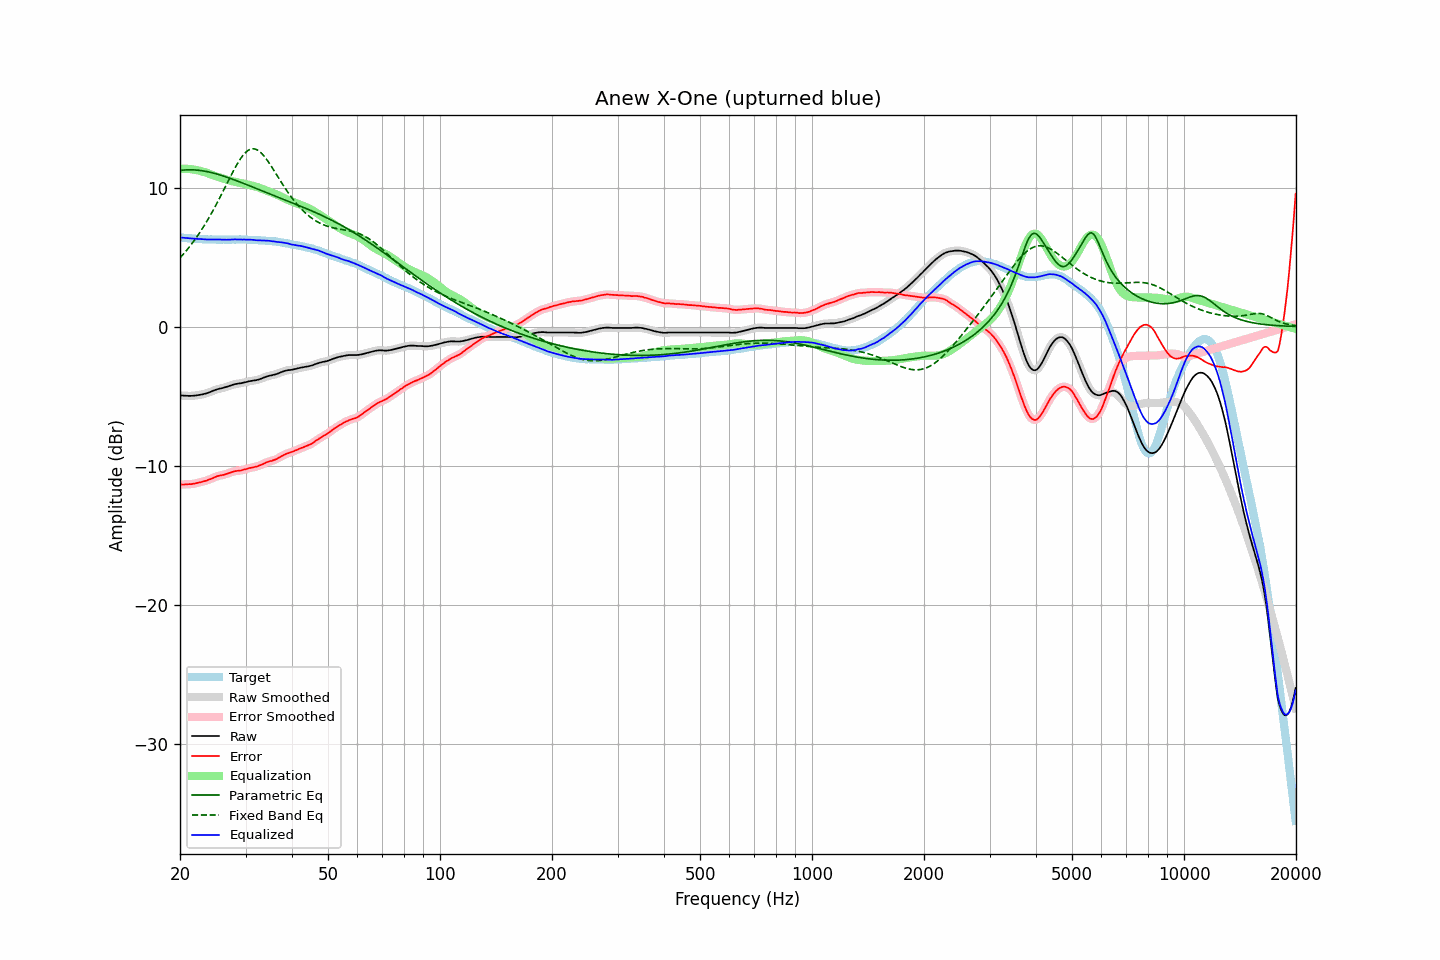 Anew X-One (upturned blue)
10
0
−10
−20
−30
Amplitude (dBr)
Target
Raw Smoothed
Error Smoothed
Raw
Error
Equalization
Parametric Eq
Fixed Band Eq
Equalized
20 50 100 200 500 1000 2000 5000 10000 20000
Frequency (Hz)